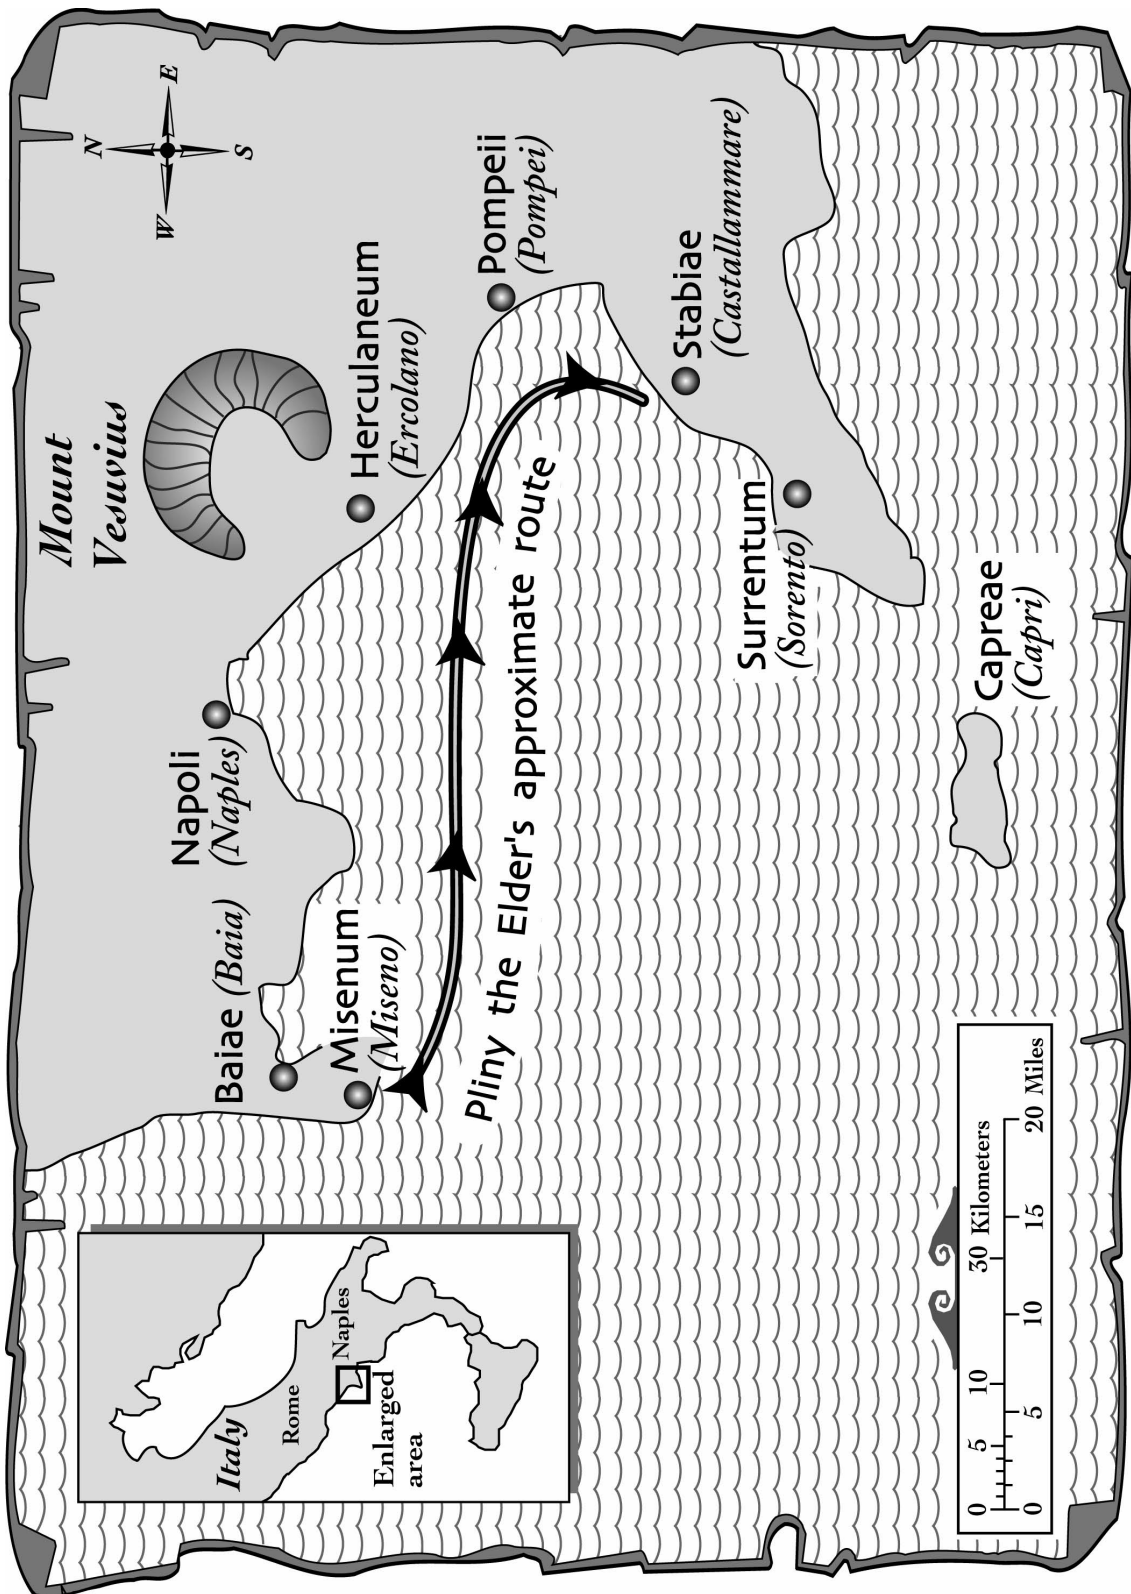 Mount
Vesuvius
N
E
S
W
Napoli
(Naples)
Baiae (Baia)
Misenum
(Miseno)
Herculaneum
(Ercolano)
Pompeii
(Pompei)
Stabiae
(Castallammare)
Surrentum
(Sorento)
Capreae
(Capri)
Pliny the Elder's approximate route
Italy
Rome
Naples
Enlarged
area
0 5 10 30 Kilometers
0 5 10 15 20 Miles